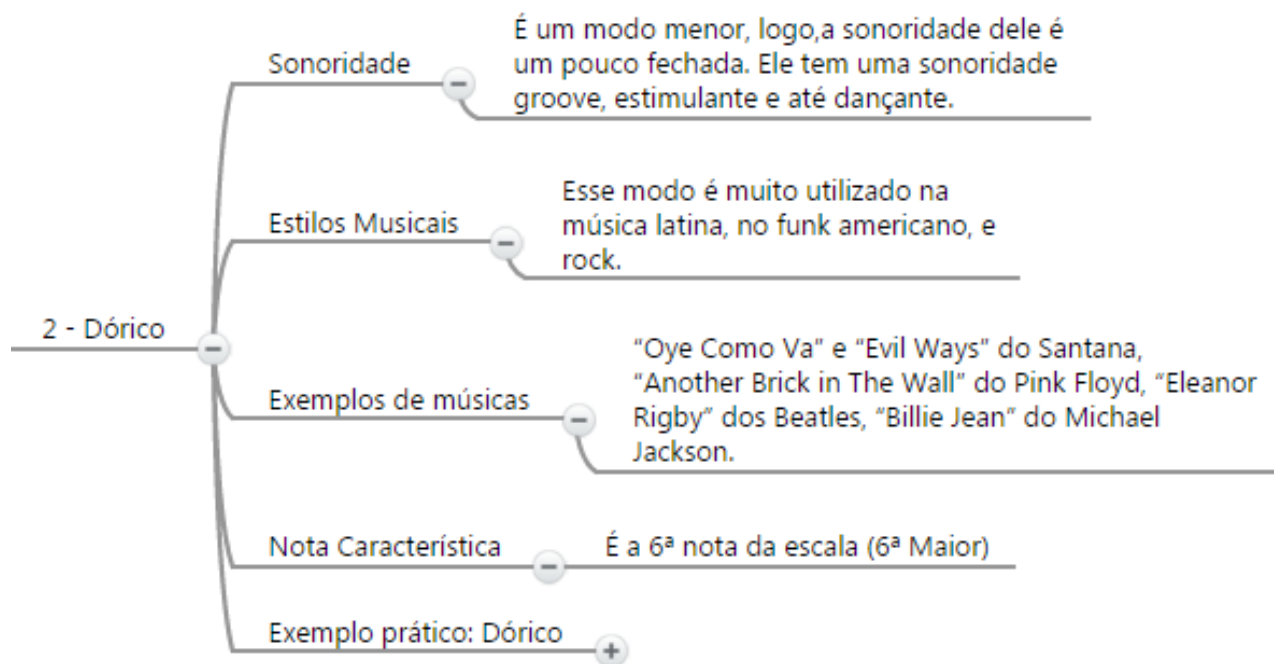 2 - Dórico
Sonoridade
É um modo menor, logo,a sonoridade dele é
um pouco fechada. Ele tem uma sonoridade
groove, estimulante e até dançante.
Estilos Musicais
Esse modo é muito utilizado na
música latina, no funk americano, e
rock.
Exemplos de músicas
“Oye Como Va” e “Evil Ways” do Santana,
“Another Brick in The Wall” do Pink Floyd, “Eleanor
Rigby” dos Beatles, “Billie Jean” do Michael
Jackson.
Nota Característica
É a 6ª nota da escala (6ª Maior)
Exemplo prático: Dórico